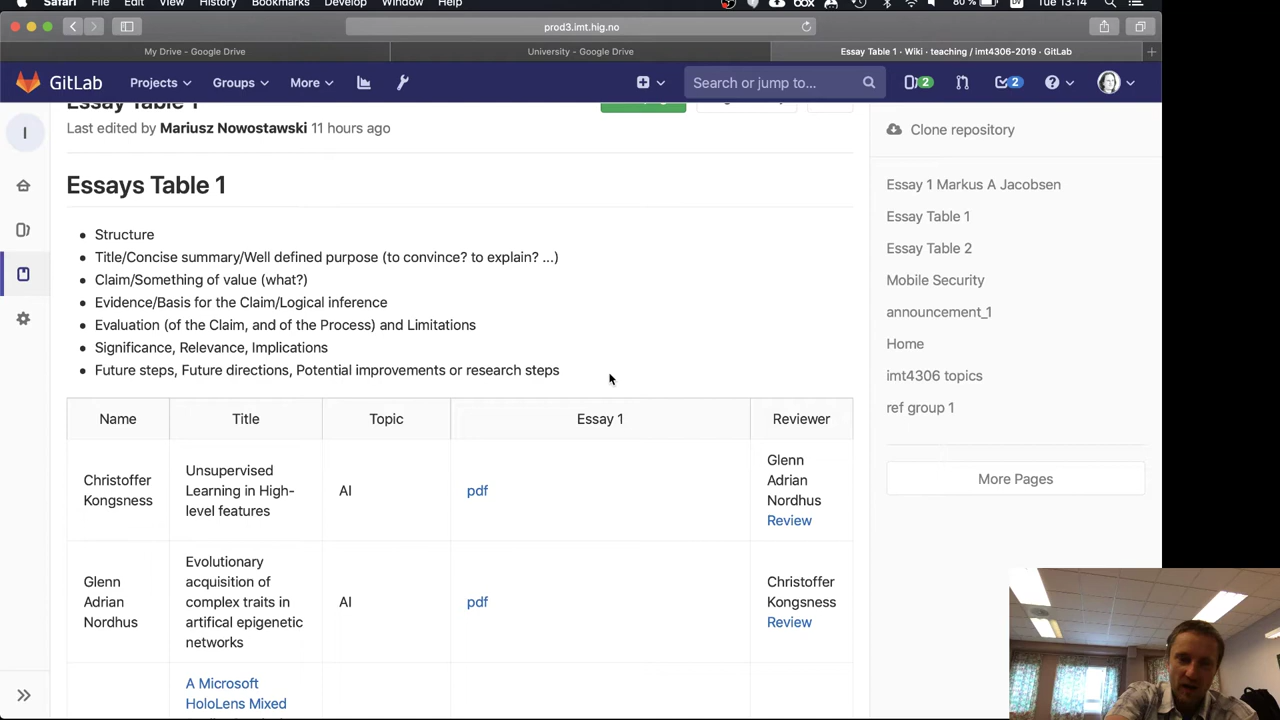 Safari File Edit View History Bookmarks Develop Window Help
box 80 % Tue 13:14
prod3.imt.hig.no
My Drive - Google Drive
University - Google Drive
Essay Table 1 · Wiki · teaching / imt4306-2019 · GitLab
GitLab Projects Groups More Search or jump to... 2 2
I
Essay Table 1
Last edited by Mariusz Nowostawski 11 hours ago
Essays Table 1
Structure
Title/Concise summary/Well defined purpose (to convince? to explain? ...)
Claim/Something of value (what?)
Evidence/Basis for the Claim/Logical inference
Evaluation (of the Claim, and of the Process) and Limitations
Significance, Relevance, Implications
Future steps, Future directions, Potential improvements or research steps
Name Title Topic Essay 1 Reviewer
Christoffer
Kongsness
Unsupervised
Learning in High-
level features
AI
pdf
Glenn
Adrian
Nordhus
Review
Glenn
Adrian
Nordhus
Evolutionary
acquisition of
complex traits in
artifical epigenetic
networks
AI
pdf
Christoffer
Kongsness
Review
A Microsoft
HoloLens Mixed
Clone repository
Essay 1 Markus A Jacobsen
Essay Table 1
Essay Table 2
Mobile Security
announcement_1
Home
imt4306 topics
ref group 1
More Pages